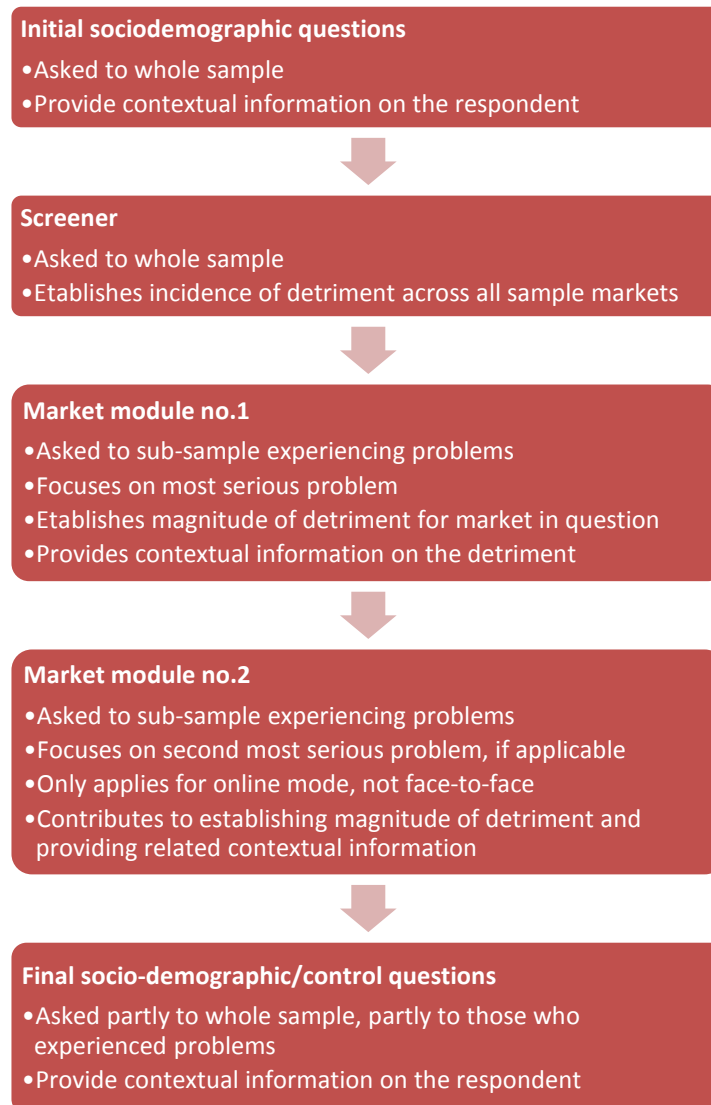 Initial sociodemographic questions
•Asked to whole sample
•Provide contextual information on the respondent
Screener
•Asked to whole sample
•Etablishes incidence of detriment across all sample markets
Market module no.1
•Asked to sub-sample experiencing problems
•Focuses on most serious problem
•Etablishes magnitude of detriment for market in question
•Provides contextual information on the detriment
Market module no.2
•Asked to sub-sample experiencing problems
•Focuses on second most serious problem, if applicable
•Only applies for online mode, not face-to-face
•Contributes to establishing magnitude of detriment and
providing related contextual information
Final socio-demographic/control questions
•Asked partly to whole sample, partly to those who
experienced problems
•Provide contextual information on the respondent